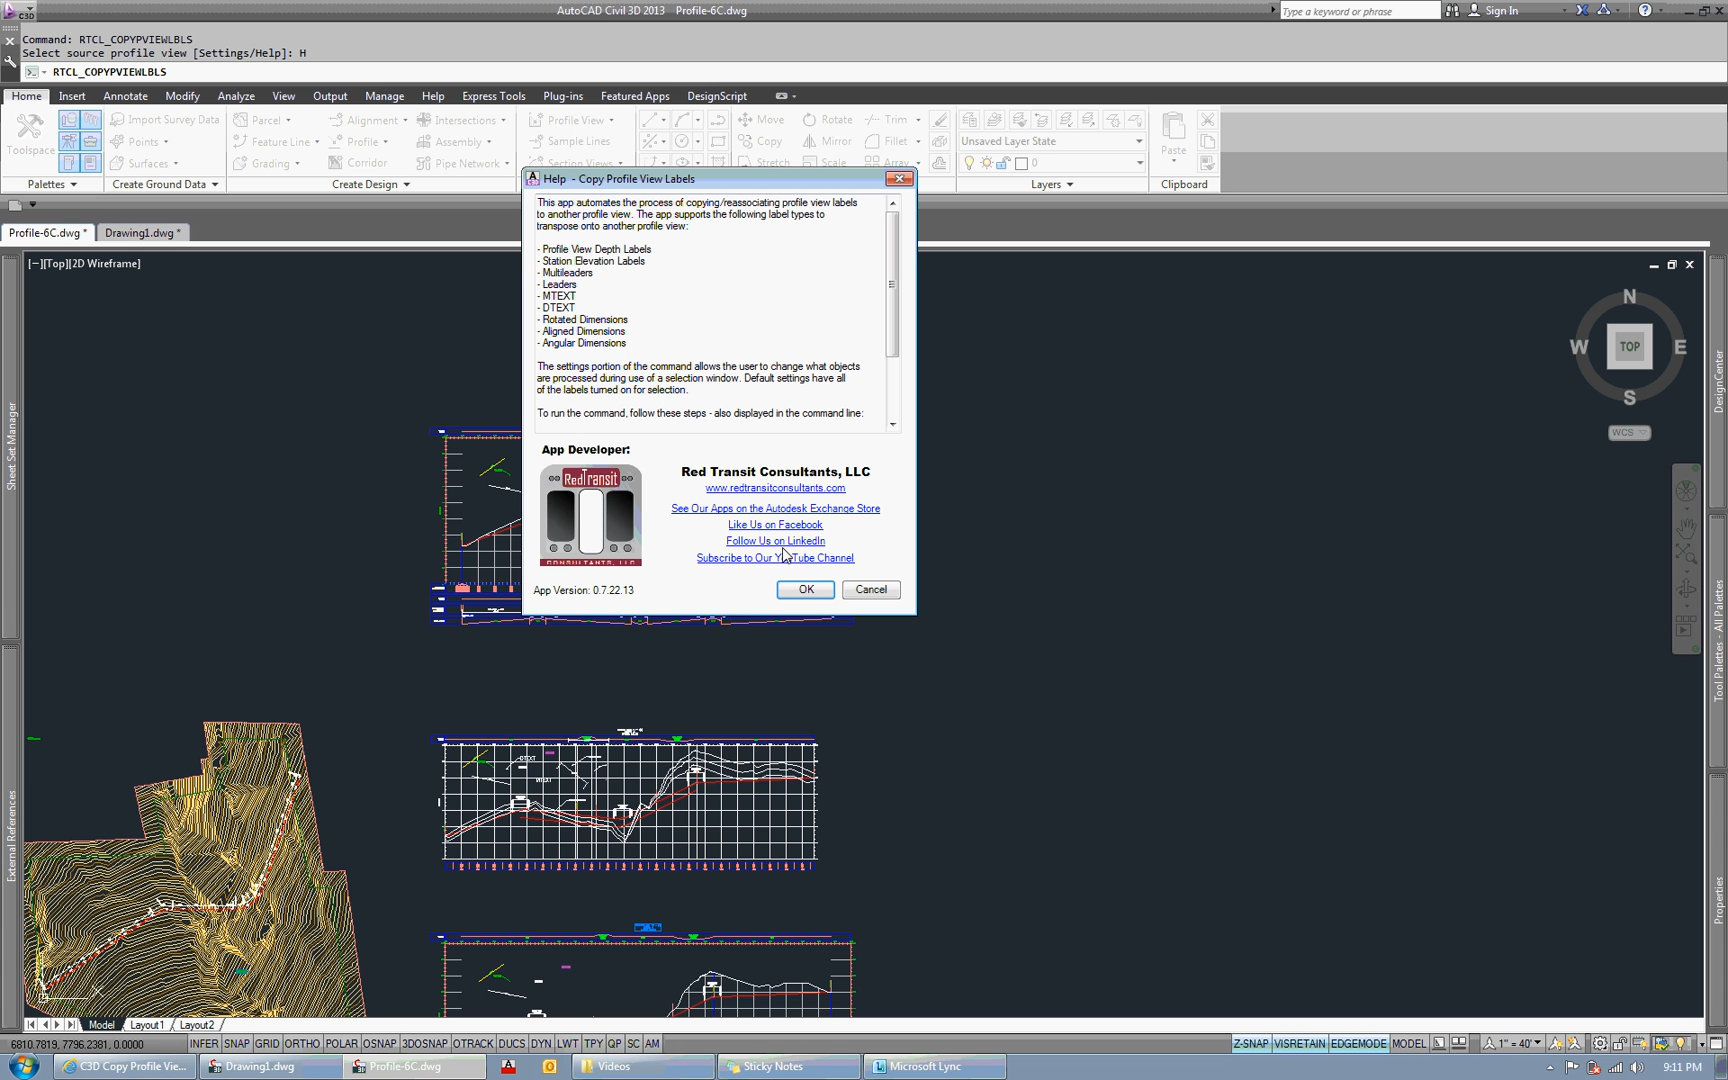 AutoCAD Civil 3D 2013 Profile-6C.dwg
Type a keyword or phrase
Sign In
C3D
Command: RTCL_COPYPVIEWLBLS
Select source profile view [Settings/Help]: H
RTCL_COPYPVIEWLBLS
Home Insert Annotate Modify Analyze View Output Manage Help Express Tools Plug-ins Featured Apps DesignScript
Toolspace
Import Survey Data
Points
Surfaces
Parcel
Feature Line
Grading
Alignment
Profile
Corridor
Intersections
Assembly
Pipe Network
Profile View
Sample Lines
Section Views
Move
Copy
Stretch
Rotate
Mirror
Scale
Trim
Fillet
Array
Unsaved Layer State
0
Paste
Palettes
Create Ground Data
Create Design
Layers
Clipboard
Profile-6C.dwg *
Drawing1.dwg *
[−][Top][2D Wireframe]
Help - Copy Profile View Labels
This app automates the process of copying/reassociating profile view labels
to another profile view. The app supports the following label types to
transpose onto another profile view:
- Profile View Depth Labels
- Station Elevation Labels
- Multileaders
- Leaders
- MTEXT
- DTEXT
- Rotated Dimensions
- Aligned Dimensions
- Angular Dimensions
The settings portion of the command allows the user to change what objects
are processed during use of a selection window. Default settings have all
of the labels turned on for selection.
To run the command, follow these steps - also displayed in the command line:
App Developer:
RedTransit
CONSULTANTS, LLC
Red Transit Consultants, LLC
www.redtransitconsultants.com
See Our Apps on the Autodesk Exchange Store
Like Us on Facebook
Follow Us on LinkedIn
Subscribe to Our YouTube Channel
App Version: 0.7.22.13
OK
Cancel
N
W
TOP
E
S
WCS
Sheet Set Manager
External References
DesignCenter
Tool Palettes - All Palettes
Properties
DTEXT
MTEXT
Model Layout1 Layout2
6810.7819, 7796.2381, 0.0000
INFER SNAP GRID ORTHO POLAR OSNAP 3DOSNAP OTRACK DUCS DYN LWT TPY QP SC AM
Z-SNAP VISRETAIN EDGEMODE MODEL
1" = 40'
C3D Copy Profile Vie...
Drawing1.dwg
Profile-6C.dwg
Videos
Sticky Notes
Microsoft Lync
9:11 PM